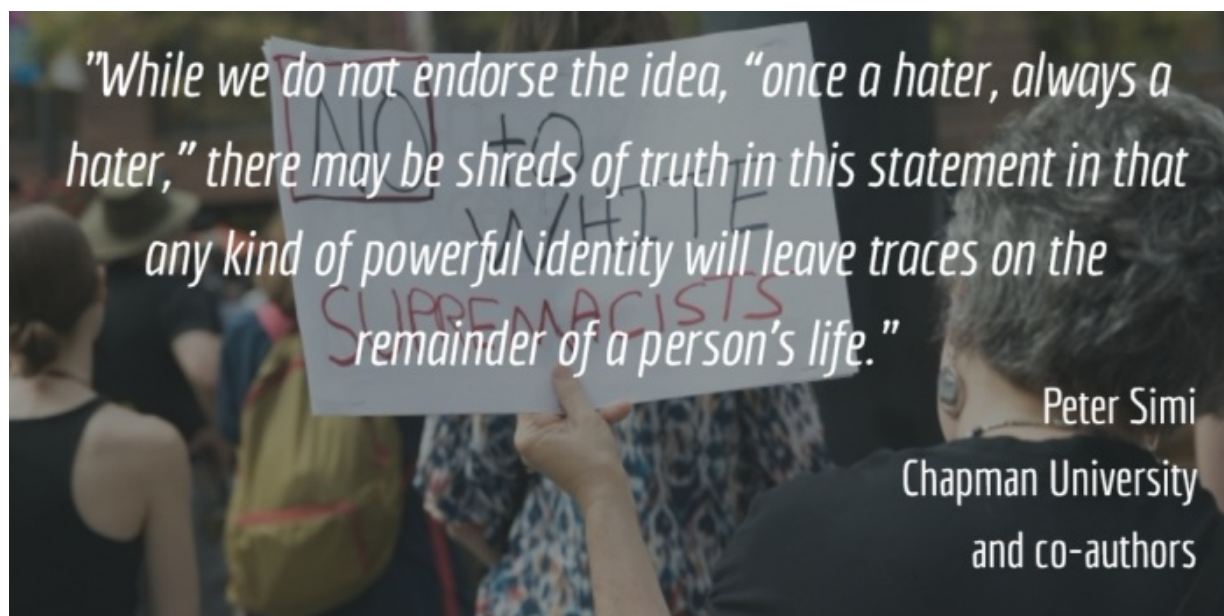 "While we do not endorse the idea, “once a hater, always a
hater,” there may be shreds of truth in this statement in that
any kind of powerful identity will leave traces on the
remainder of a person’s life.”
Peter Simi
Chapman University
and co-authors
NO to
WHITE
SUPREMACISTS